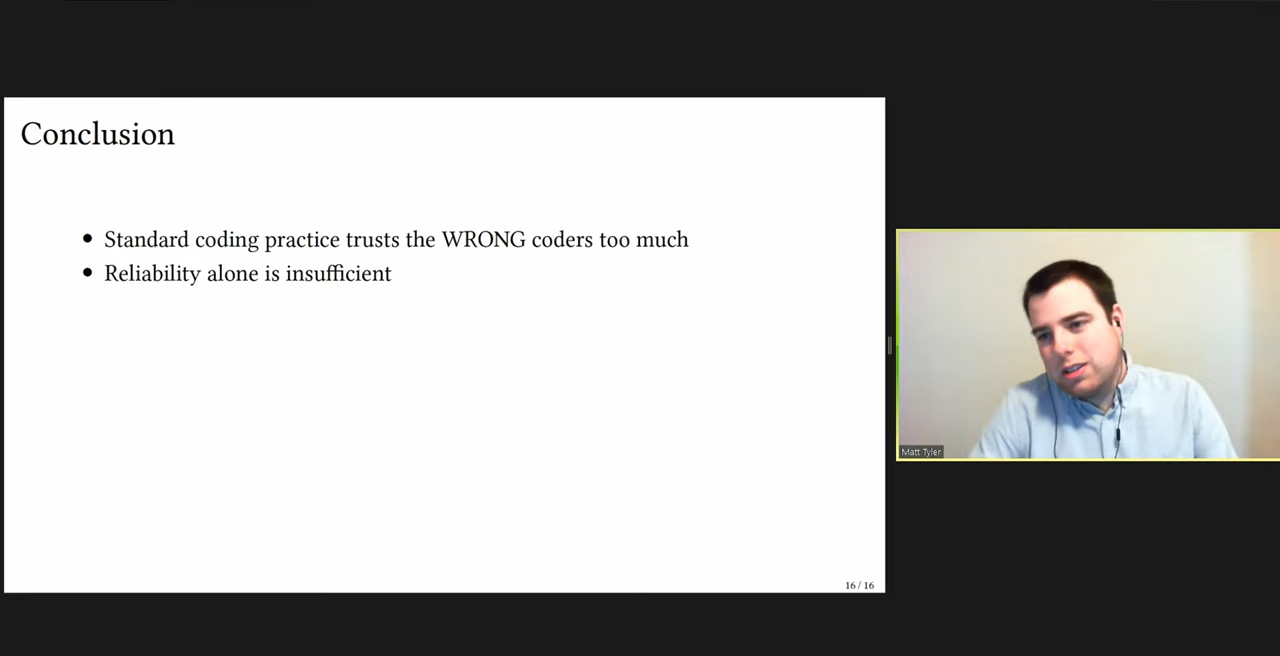 Conclusion
• Standard coding practice trusts the WRONG coders too much
• Reliability alone is insufficient
Matt Tyler
16 / 16